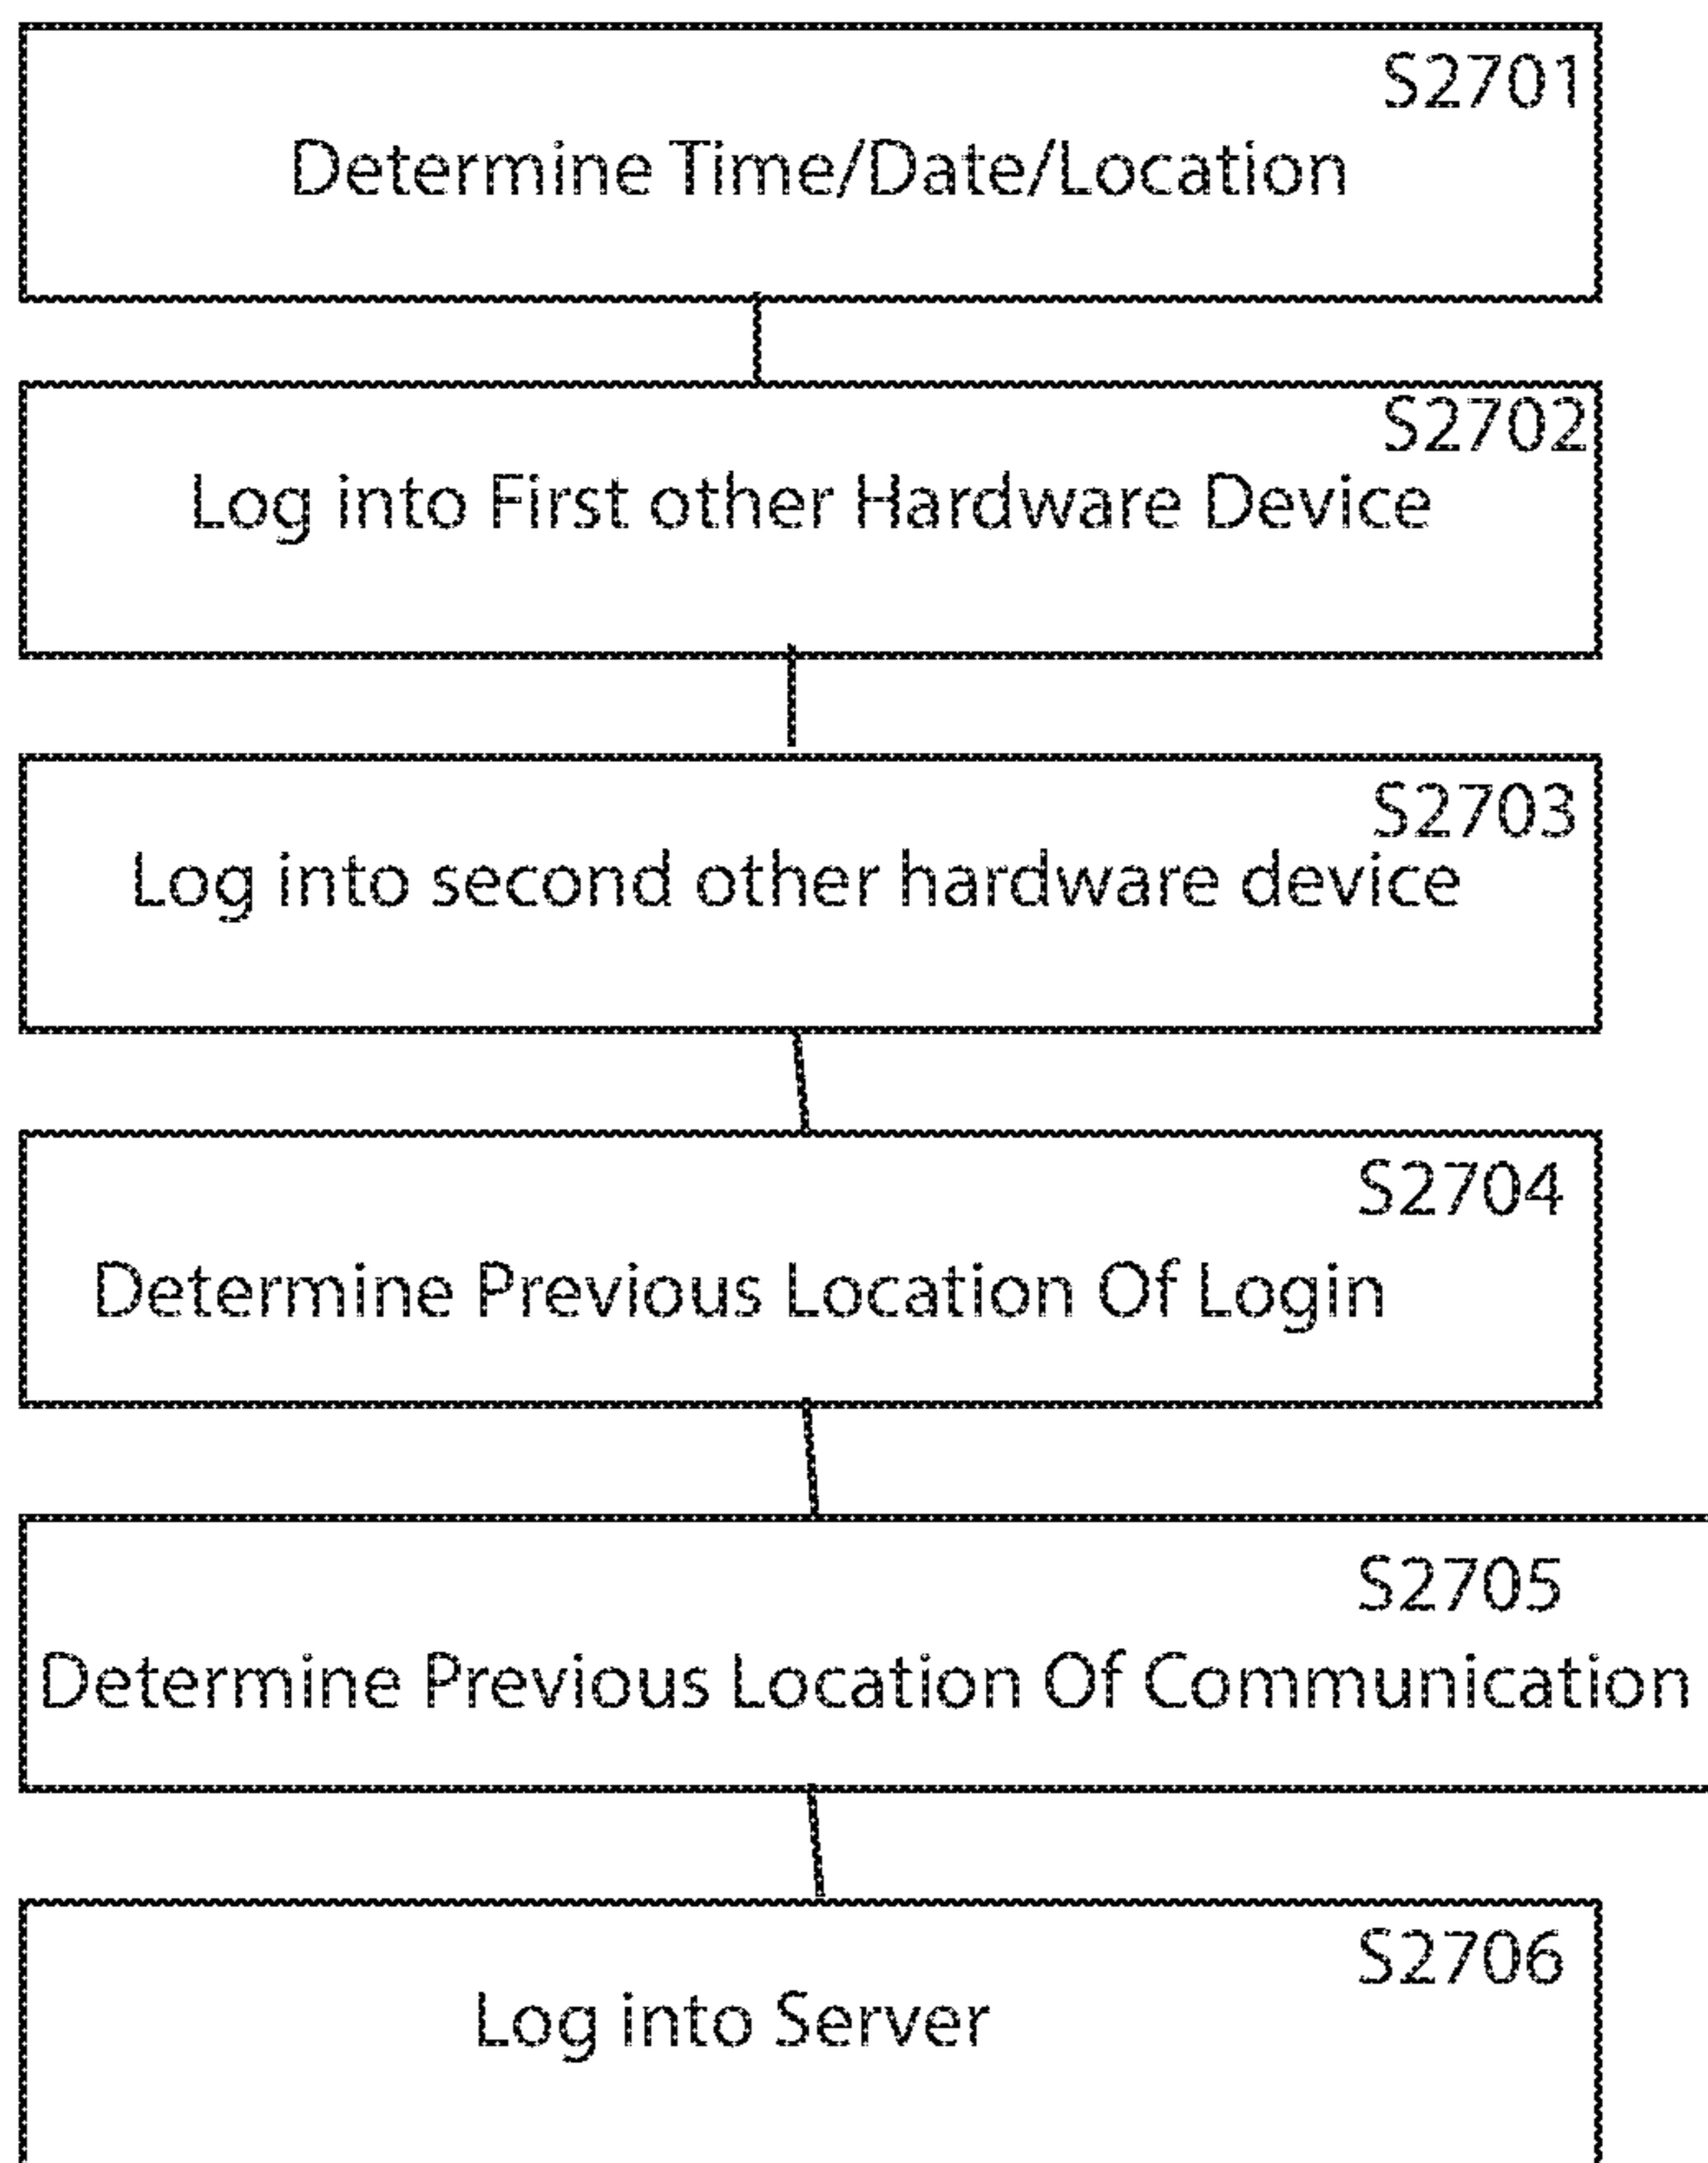 S2701
Determine Time/Date/Location
S2702
Log into First other Hardware Device
S2703
Log into second other hardware device
S2704
Determine Previous Location Of Login
S2705
Determine Previous Location Of Communication
S2706
Log into Server